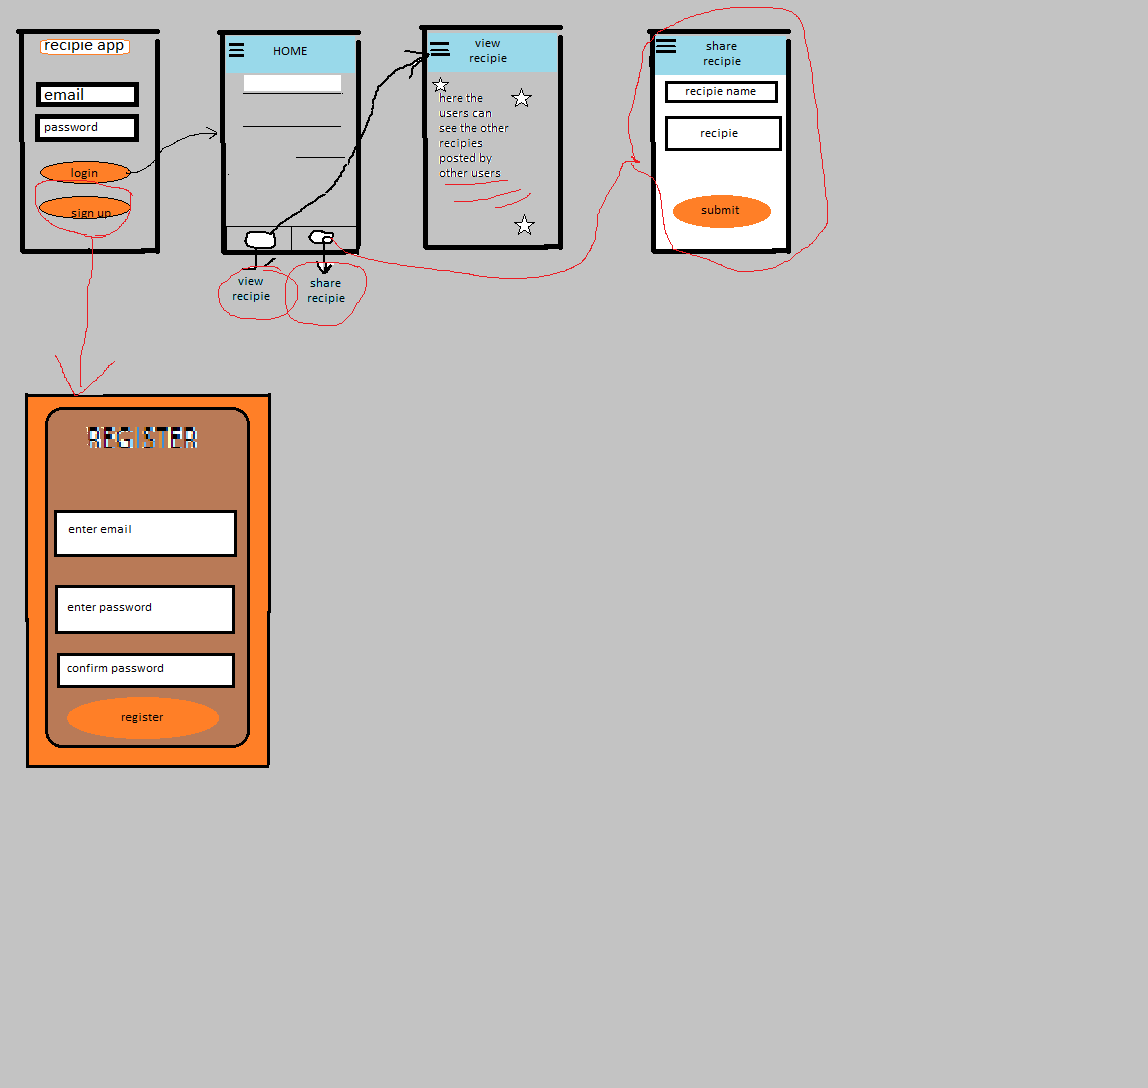 recipie app
email
password
login
sign up
HOME
view
recipie
share
recipie
view
recipie
here the
users can
see the other
recipies
posted by
other users
share
recipie
recipie name
recipie
submit
REGISTER
enter email
enter password
confirm password
register